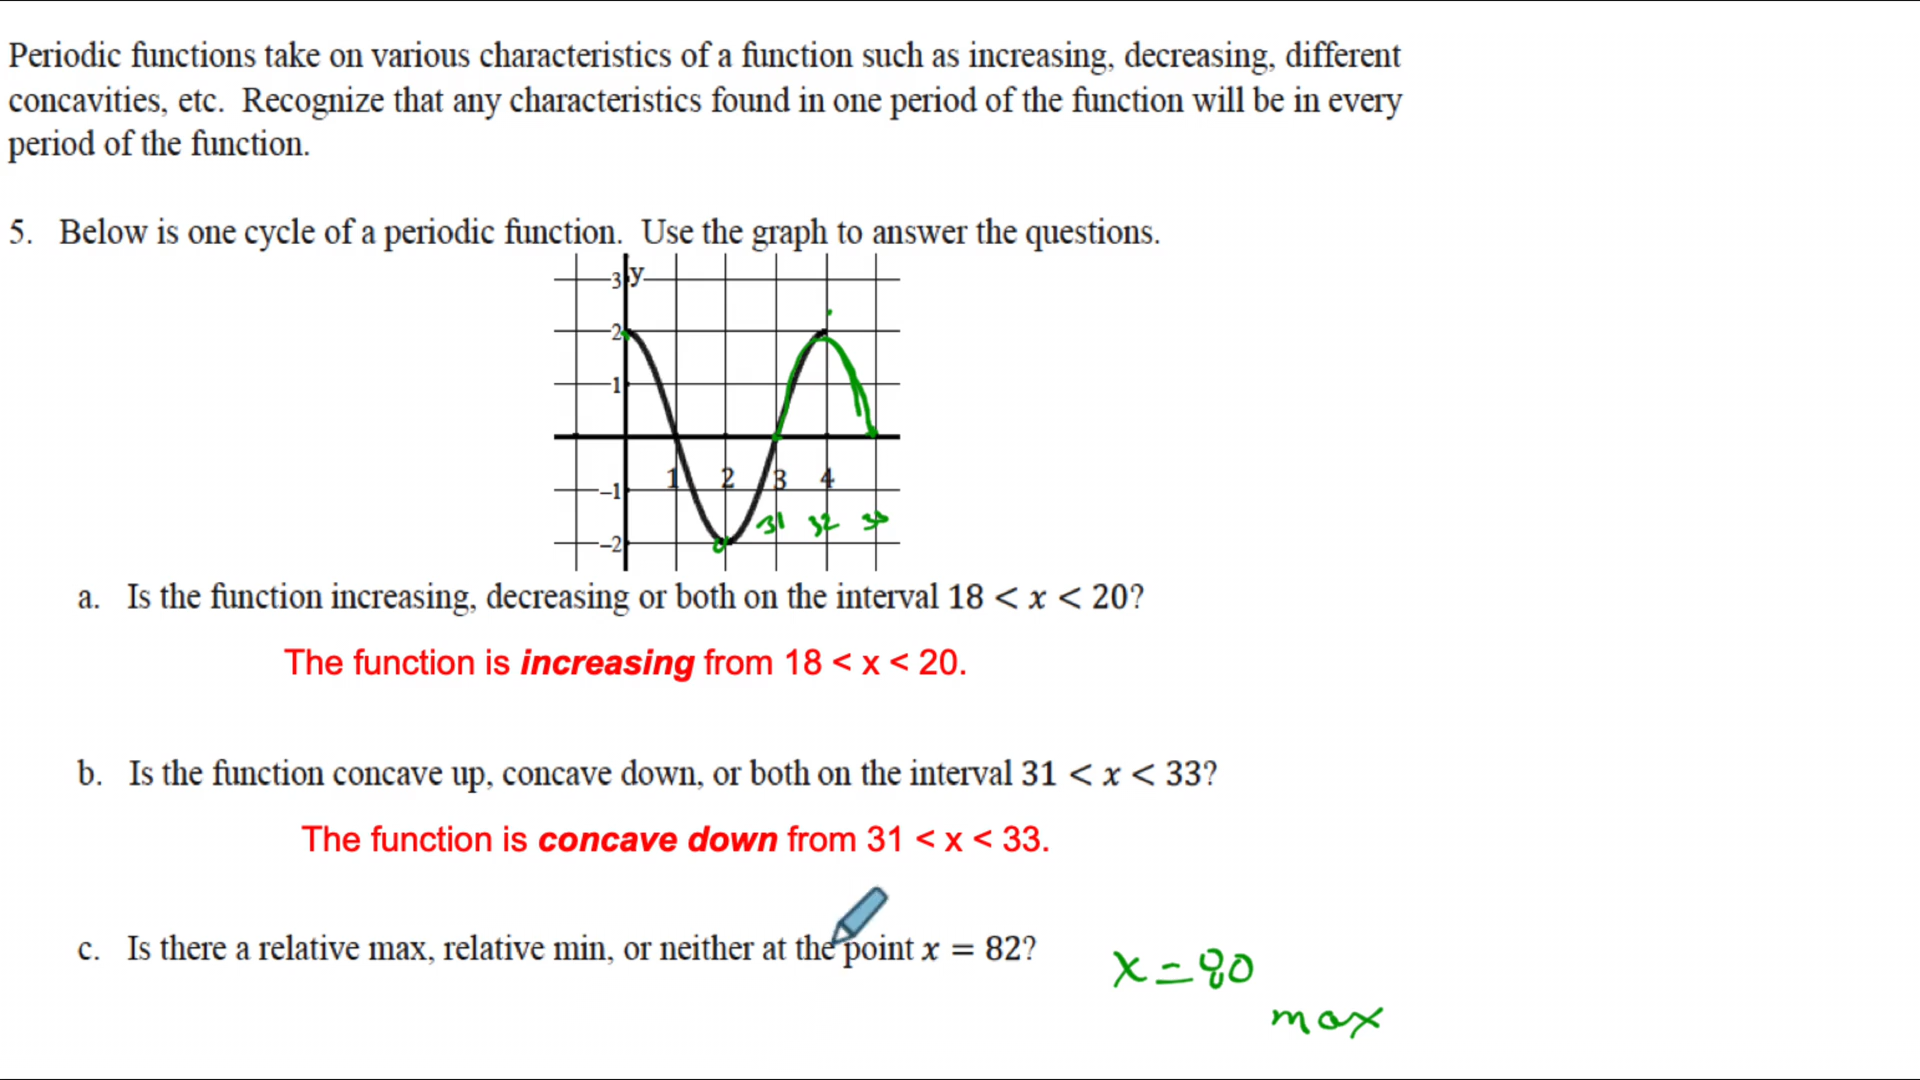 Periodic functions take on various characteristics of a function such as increasing, decreasing, different
concavities, etc. Recognize that any characteristics found in one period of the function will be in every
period of the function.
5. Below is one cycle of a periodic function. Use the graph to answer the questions.
3 y
2
1
1 2 3 4
-1
31 32 33
-2
a. Is the function increasing, decreasing or both on the interval 18 < x < 20?
The function is increasing from 18 < x < 20.
b. Is the function concave up, concave down, or both on the interval 31 < x < 33?
The function is concave down from 31 < x < 33.
c. Is there a relative max, relative min, or neither at the point x = 82?
x = 80
max